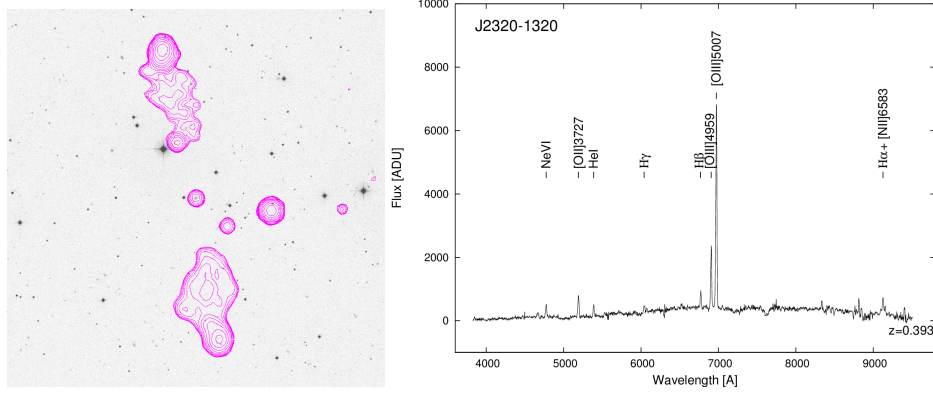 J2320-1320
Flux [ADU]
10000
8000
6000
4000
2000
0
NeVI
[OII]3727
HeI
Hγ
Hβ
[OIII]4959
[OIII]5007
Hα+ [NII]6583
z=0.393
4000 5000 6000 7000 8000 9000
Wavelength [A]